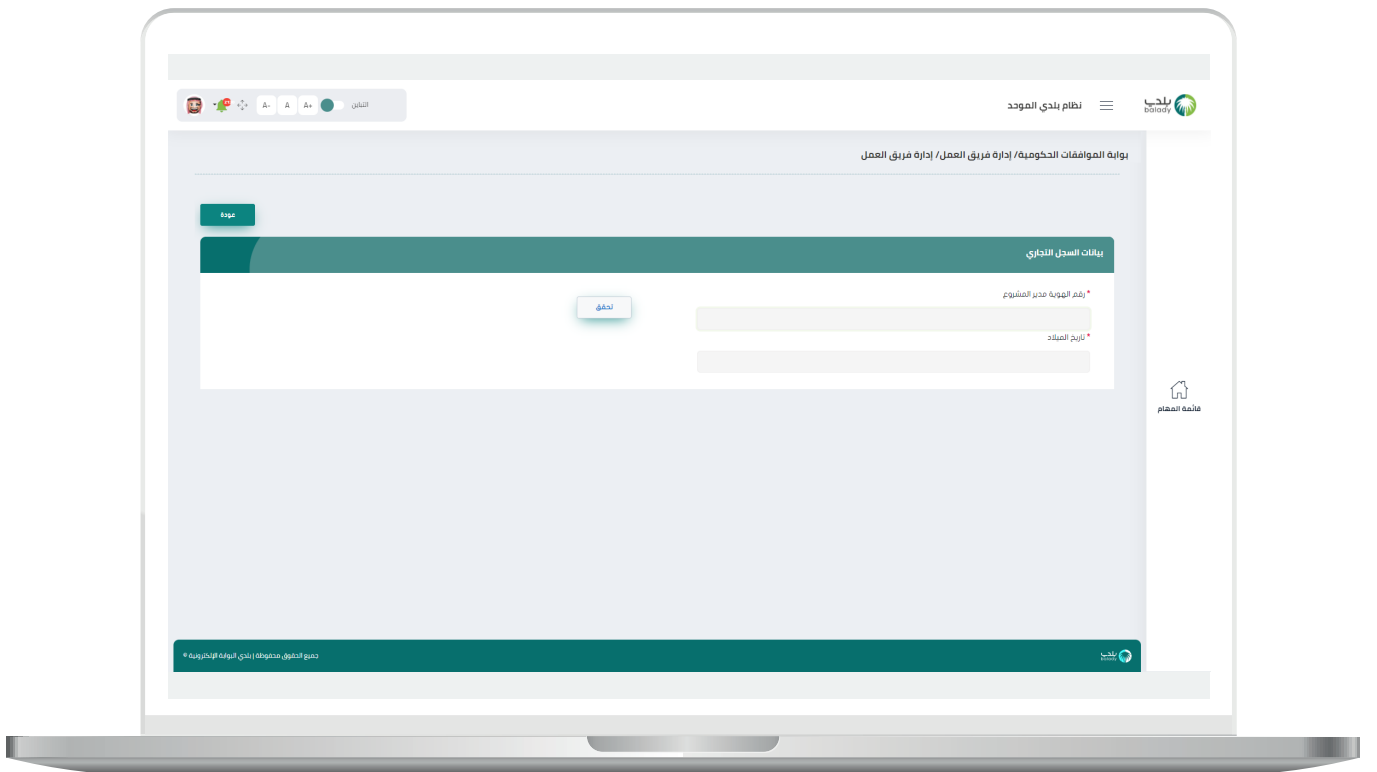 بلدي
balady
نظام بلدي الموحد
التباين
A+
A
A-
بوابة الموافقات الحكومية/ إدارة فريق العمل/ إدارة فريق العمل
عودة
بيانات السجل التجاري
* رقم الهوية مدير المشروع
تحقق
* تاريخ الميلاد
قائمة المهام
بلدي
balady
جميع الحقوق محفوظة | بلدي البوابة الإلكترونية ©